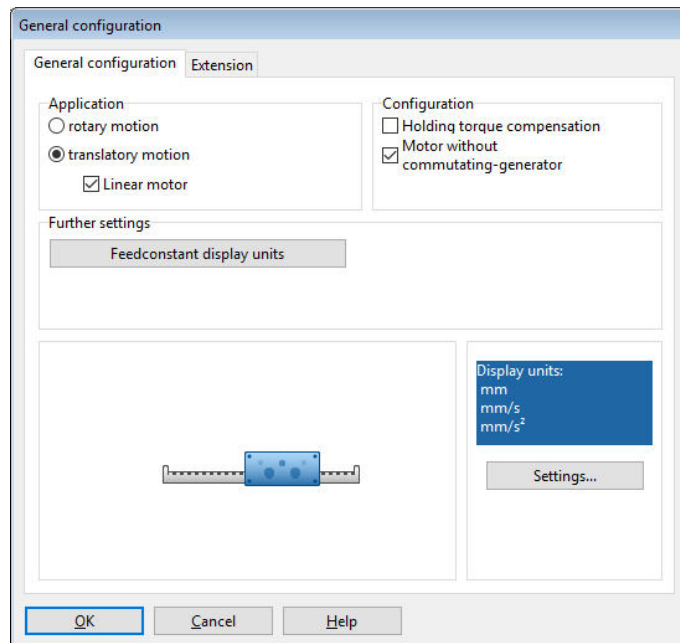 General configuration
General configuration
Extension
Application
rotary motion
translatory motion
Linear motor
Configuration
Holding torque compensation
Motor without
commutating-generator
Further settings
Feedconstant display units
Display units:
mm
mm/s
mm/s²
Settings...
OK
Cancel
Help